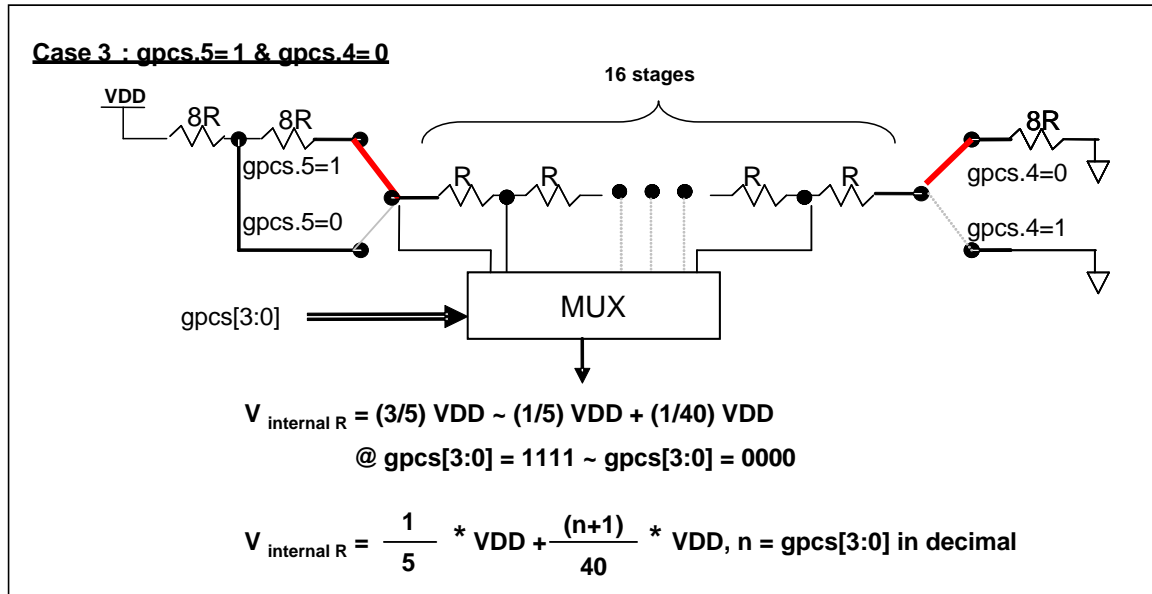 Case 3 : gpcs.5=1 & gpcs.4=0
16 stages
VDD
8R
8R
8R
gpcs.5=1
R
R
R
R
gpcs.4=0
gpcs.5=0
gpcs.4=1
MUX
gpcs[3:0]
V internal R = (3/5) VDD ~ (1/5) VDD + (1/40) VDD
@ gpcs[3:0] = 1111 ~ gpcs[3:0] = 0000
V internal R = 1/5 * VDD + (n+1)/40 * VDD, n = gpcs[3:0] in decimal